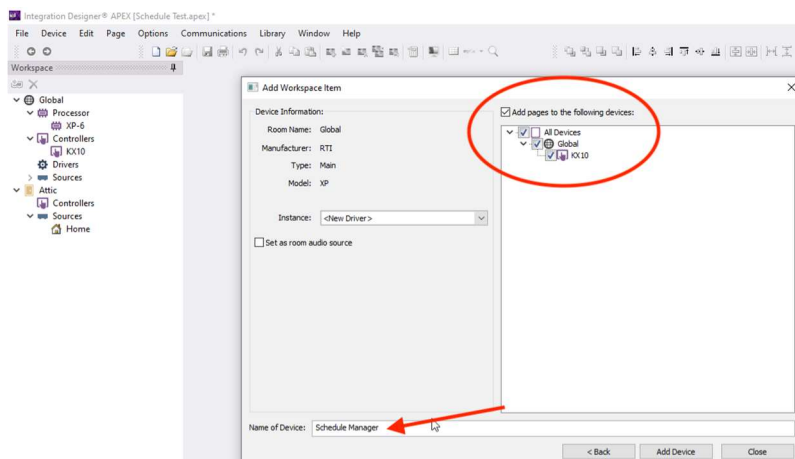 Integration Designer® APEX [Schedule Test.apex] *
File Device Edit Page Options Communications Library Window Help
Workspace
Global
Processor
XP-6
Controllers
KX10
Drivers
Sources
Attic
Controllers
Sources
Home
Add Workspace Item
Device Information:
Room Name: Global
Manufacturer: RTI
Type: Main
Model: XP
Instance: <New Driver>
Set as room audio source
Add pages to the following devices:
All Devices
Global
KX10
Name of Device: Schedule Manager
< Back Add Device Close